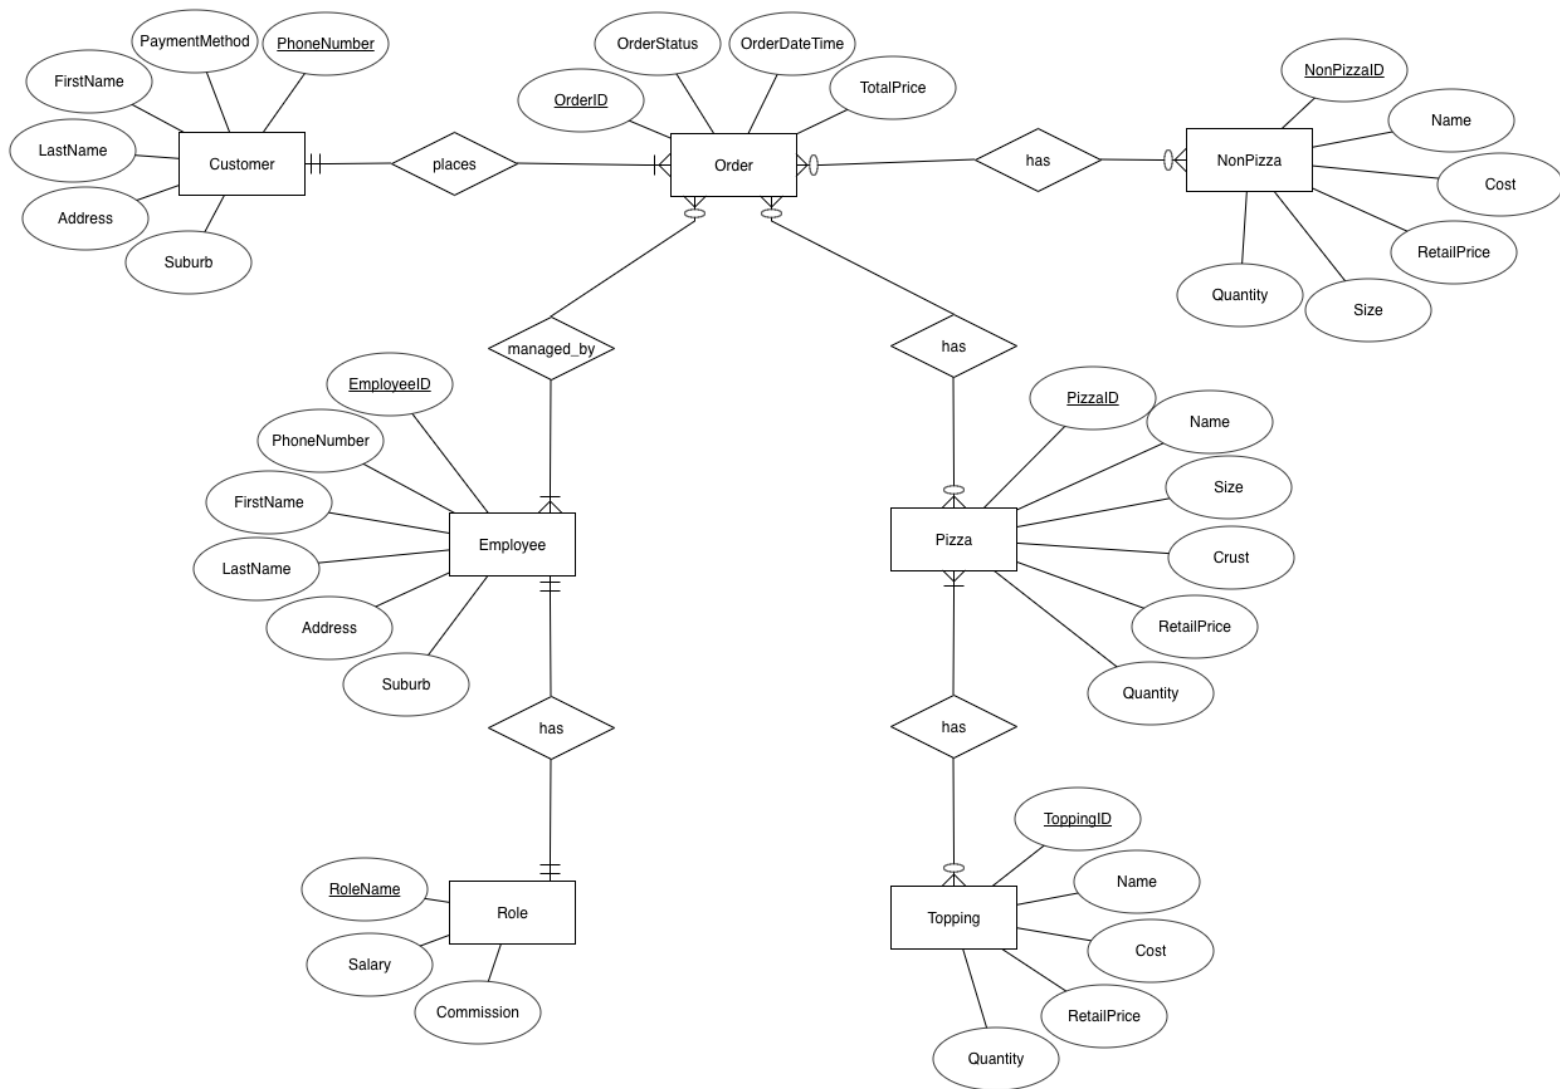 PaymentMethod
PhoneNumber
FirstName
LastName
Customer
Address
Suburb
places
OrderStatus
OrderDateTime
OrderID
TotalPrice
Order
has
NonPizzaID
Name
NonPizza
Cost
RetailPrice
Quantity
Size
managed_by
has
EmployeeID
PhoneNumber
FirstName
LastName
Employee
Address
Suburb
has
RoleName
Role
Salary
Commission
PizzaID
Name
Size
Pizza
Crust
RetailPrice
Quantity
has
ToppingID
Name
Topping
Cost
RetailPrice
Quantity